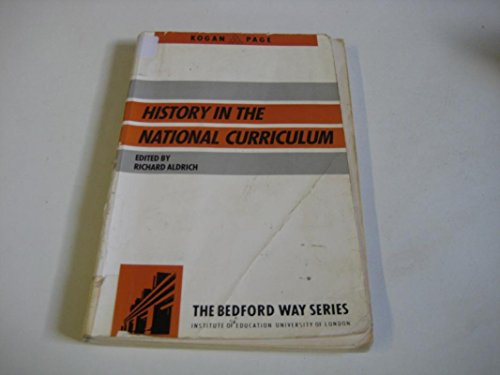 KOGAN PAGE
HISTORY IN THE
NATIONAL CURRICULUM
EDITED BY
RICHARD ALDRICH
THE BEDFORD WAY SERIES
INSTITUTE OF EDUCATION UNIVERSITY OF LONDON